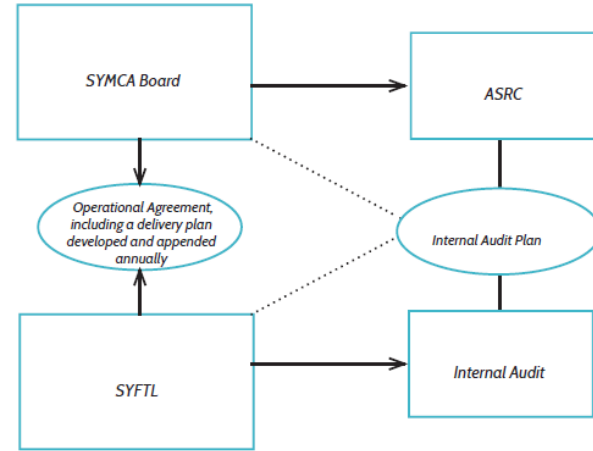 SYMCA Board
ASRC
Operational Agreement,
including a delivery plan
developed and appended
annually
Internal Audit Plan
SYFTL
Internal Audit